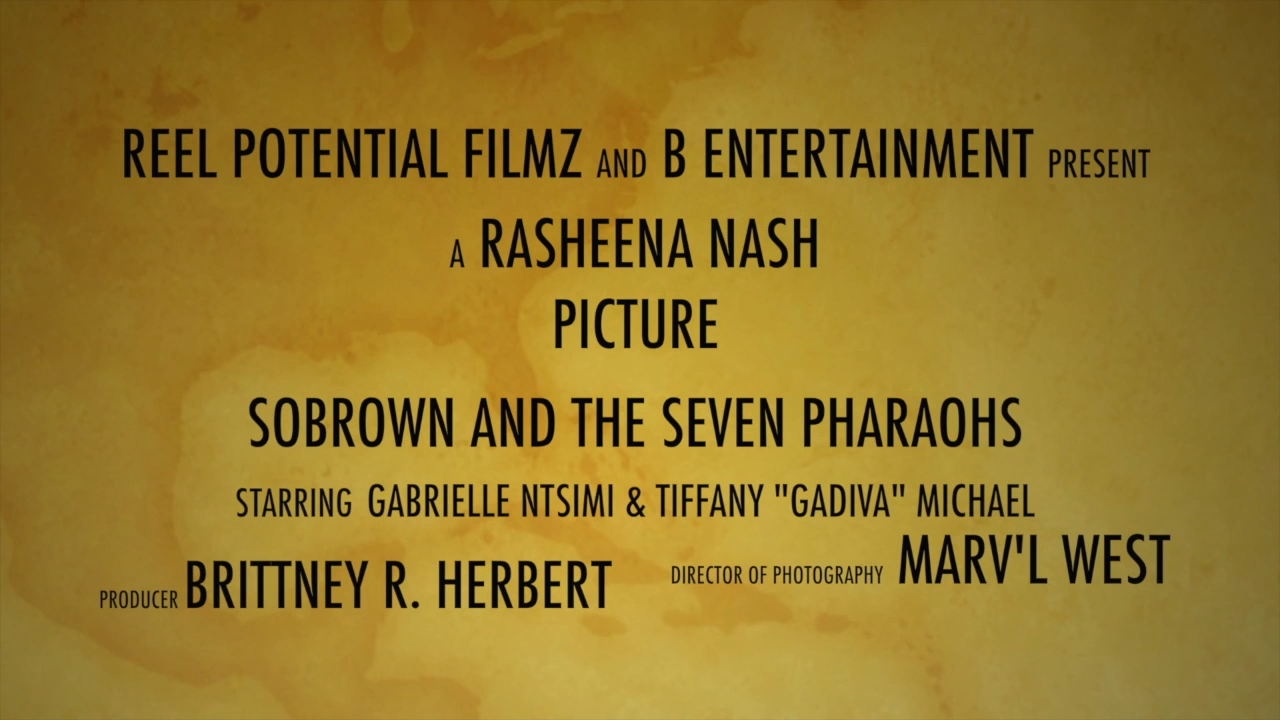 REEL POTENTIAL FILMZ AND B ENTERTAINMENT PRESENT
A RASHEENA NASH
PICTURE
SOBROWN AND THE SEVEN PHARAOHS
STARRING GABRIELLE NTSIMI & TIFFANY "GADIVA" MICHAEL
PRODUCER BRITTNEY R. HERBERT
DIRECTOR OF PHOTOGRAPHY MARV'L WEST